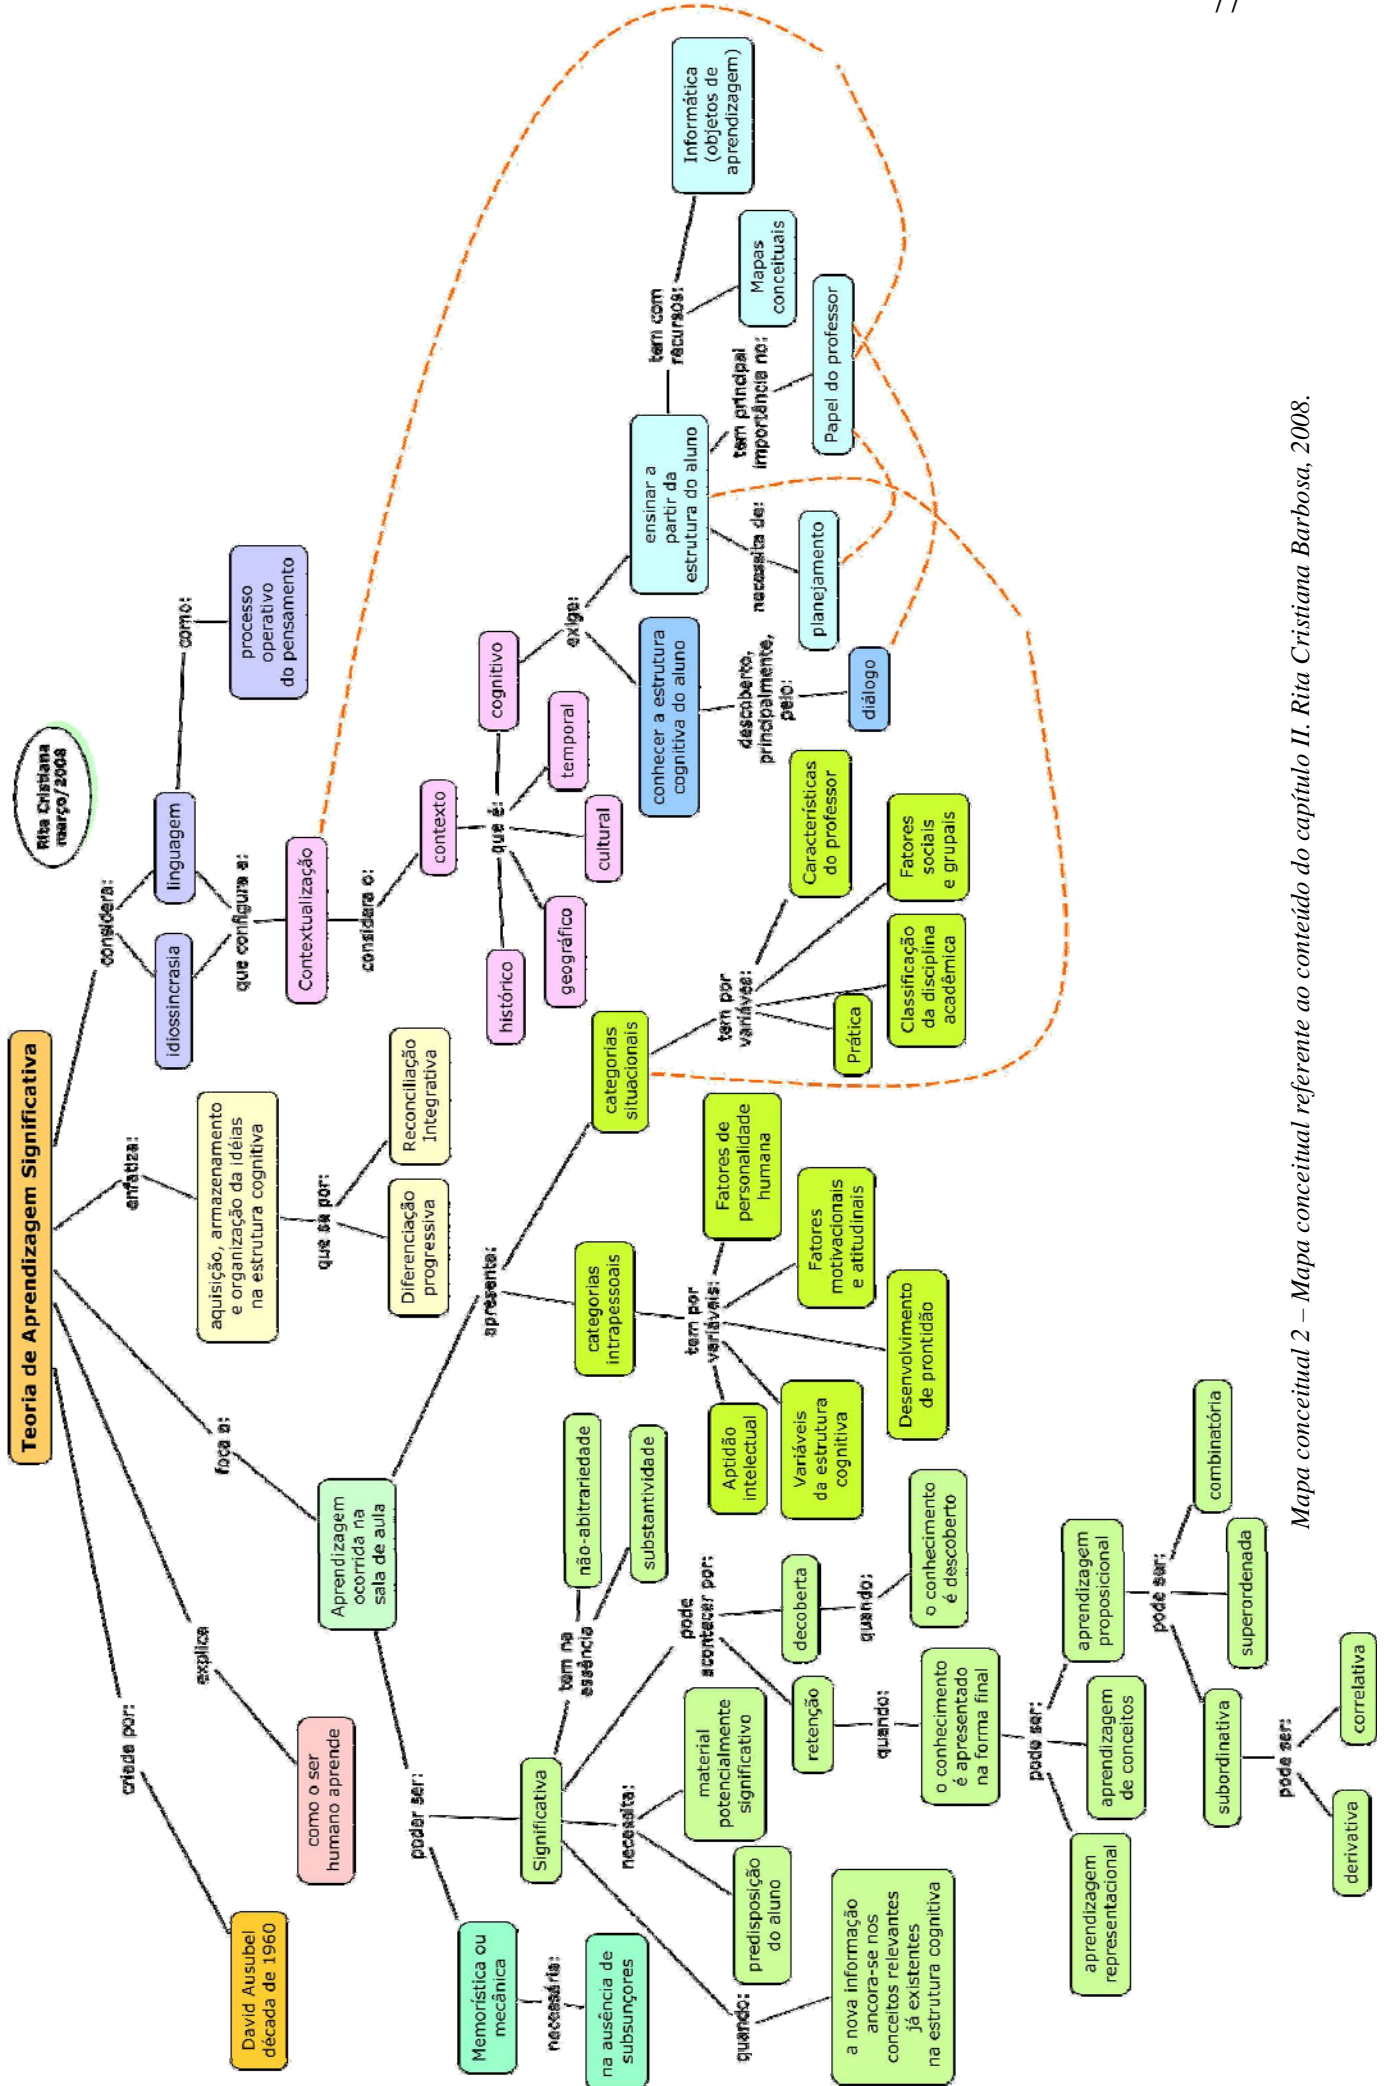 77
Rita Cristiana
março/2008
Teoria de Aprendizagem Significativa
criada por:
David Ausubel
década de 1960
explica
como o ser
humano aprende
foca a:
Aprendizagem
ocorrida na
sala de aula
enfatiza:
aquisição, armazenamento
e organização da idéias
na estrutura cognitiva
que se por:
Diferenciação
progressiva
Reconciliação
Integrativa
considera:
idiossincrasia
linguagem
como:
processo
operativo
do pensamento
que configura a:
Contextualização
considera o:
contexto
que é:
histórico
geográfico
cultural
temporal
cognitivo
exige:
conhecer a estrutura
cognitiva do aluno
descoberto,
principalmente,
pelo:
diálogo
ensinar a
partir da
estrutura do aluno
necessita de:
planejamento
tem principal
importância no:
Papel do professor
tem com
recursos:
Mapas
conceituais
Informática
(objetos de
aprendizagem)
poder ser:
Memorística ou
mecânica
necessária:
na ausência de
subsunçores
Significativa
quando:
a nova informação
ancora-se nos
conceitos relevantes
já existentes
na estrutura cognitiva
necessita:
predisposição
do aluno
material
potencialmente
significativo
tem na
essência
não-abitrariedade
substantividade
pode
acontecer por:
retenção
decoberta
quando:
o conhecimento
é descoberto
quando:
o conhecimento
é apresentado
na forma final
pode ser:
aprendizagem
representacional
aprendizagem
de conceitos
aprendizagem
proposicional
pode ser:
subordinativa
superordenada
combinatória
pode ser:
derivativa
correlativa
apresenta:
categorias
intrapessoais
tem por
variáveis:
Aptidão
intelectual
Variáveis
da estrutura
cognitiva
Desenvolvimento
de prontidão
Fatores
motivacionais
e atitudinais
Fatores de
personalidade
humana
categorias
situacionais
tem por
variáves:
Prática
Classificação
da disciplina
acadêmica
Fatores
sociais
e grupais
Características
do professor
Mapa conceitual 2 – Mapa conceitual referente ao conteúdo do capítulo II. Rita Cristiana Barbosa, 2008.